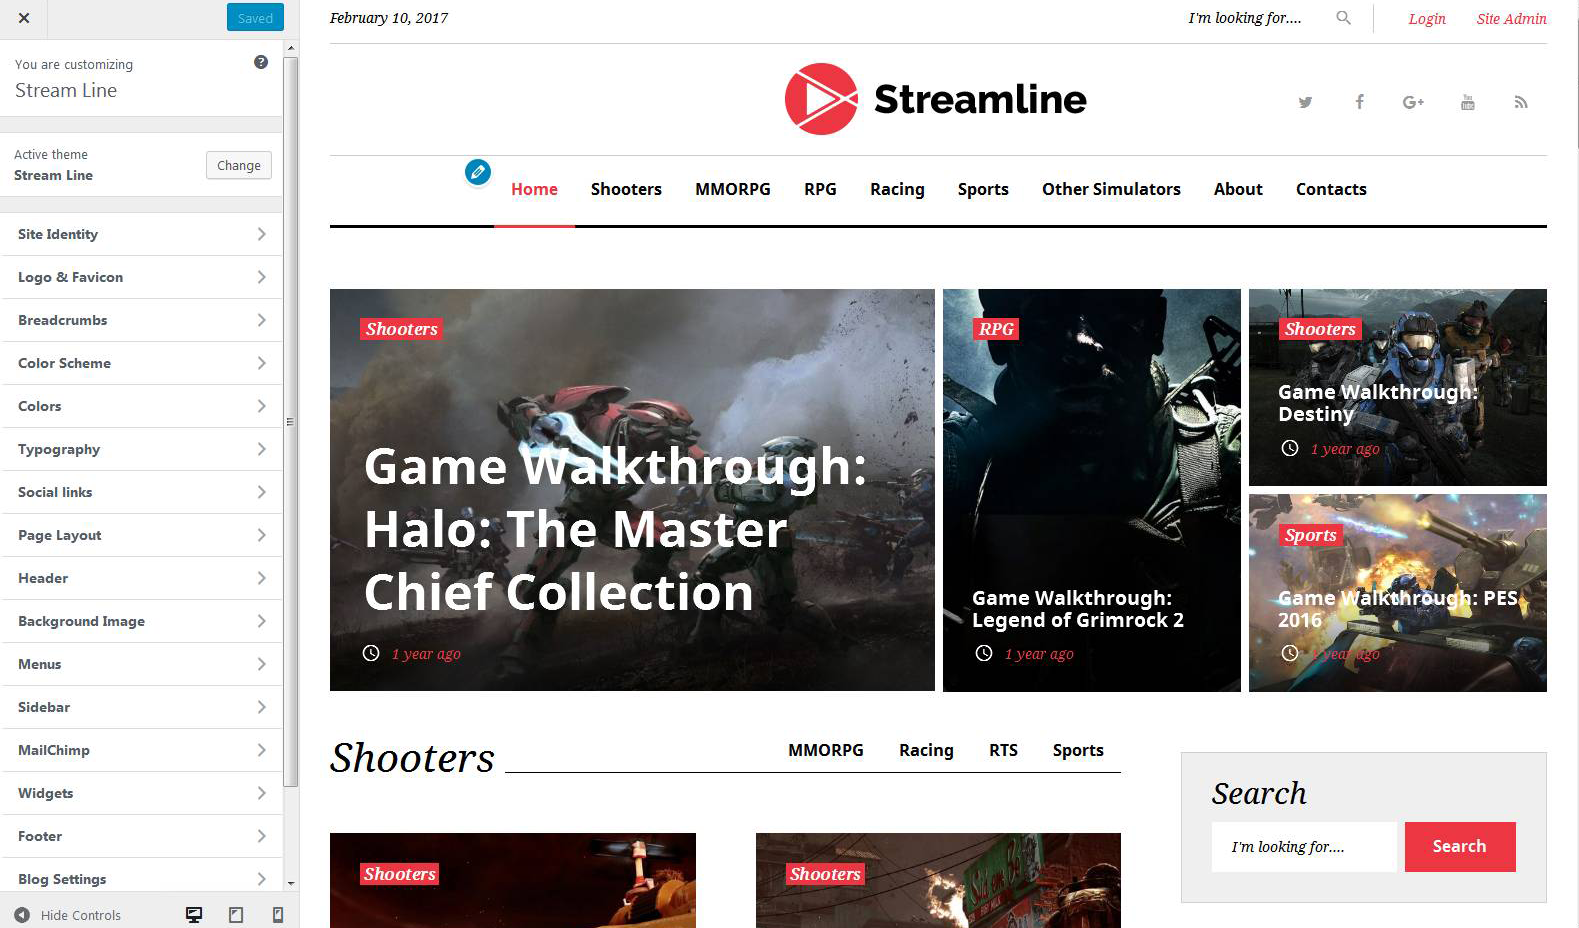 Saved
You are customizing
Stream Line
Active theme
Stream Line
Change
Site Identity
Logo & Favicon
Breadcrumbs
Color Scheme
Colors
Typography
Social links
Page Layout
Header
Background Image
Menus
Sidebar
MailChimp
Widgets
Footer
Blog Settings
Hide Controls
February 10, 2017
I'm looking for....
Login
Site Admin
Streamline
Home Shooters MMORPG RPG Racing Sports Other Simulators About Contacts
Shooters
Game Walkthrough:
Halo: The Master
Chief Collection
1 year ago
RPG
Game Walkthrough:
Legend of Grimrock 2
1 year ago
Shooters
Game Walkthrough:
Destiny
1 year ago
Sports
Game Walkthrough: PES
2016
1 year ago
Shooters
MMORPG Racing RTS Sports
Shooters
Shooters
Search
I'm looking for....
Search